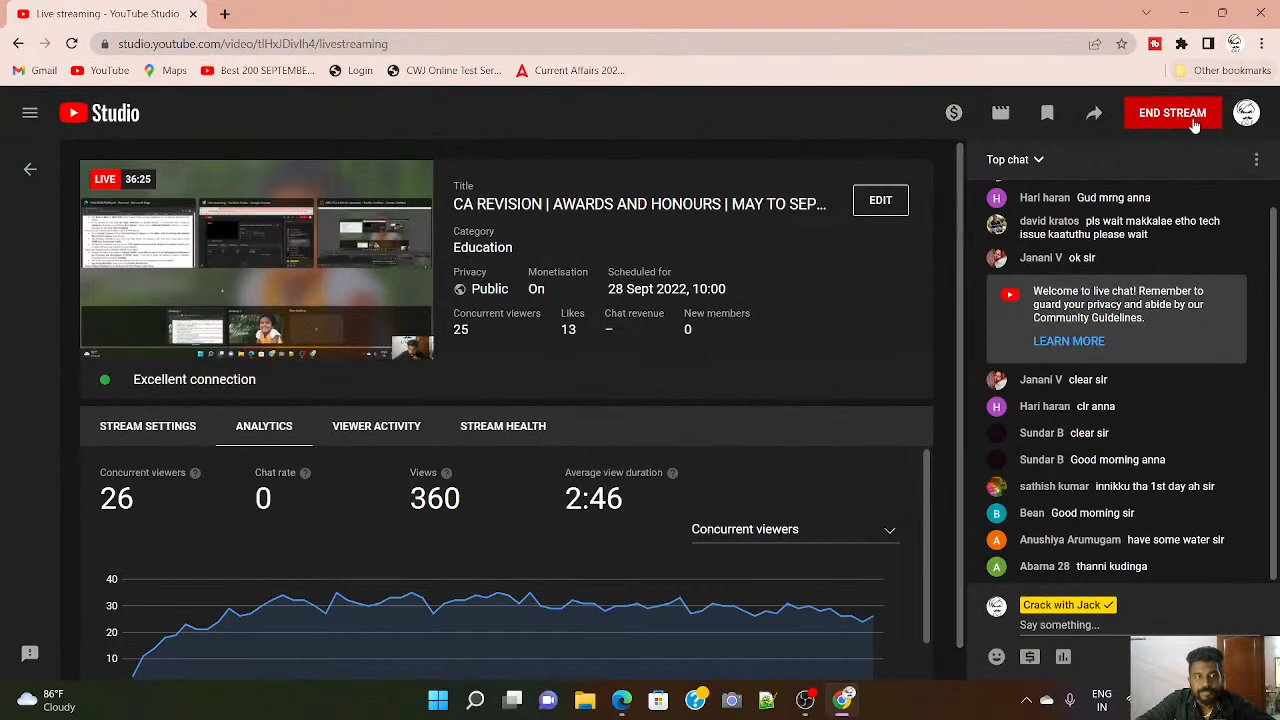 Live streaming - YouTube Studio
studio.youtube.com/video/tlHxJDivIh4/livestreaming
Gmail
YouTube
Maps
Best 200 SEPTEMBE...
Login
CWJ Online Test ter...
Current Affairs 202...
Other bookmarks
Studio
END STREAM
LIVE 36:25
Title
CA REVISION | AWARDS AND HONOURS | MAY TO SEP...
EDIT
Category
Education
Privacy
Public
Monetisation
On
Scheduled for
28 Sept 2022, 10:00
Concurrent viewers
25
Likes
13
–
New members
0
Excellent connection
STREAM SETTINGS
ANALYTICS
VIEWER ACTIVITY
STREAM HEALTH
Concurrent viewers
26
Chat rate
0
Views
360
Average view duration
2:46
Concurrent viewers
40
30
20
10
Top chat
Hari haran Gudmrng anna
david kratos pls wait makkalae etho tech
issue kaatuthu please wait
Janani V ok sir
Welcome to live chat! Remember to
guard your privacy and abide by our
Community Guidelines.
LEARN MORE
Janani V clear sir
Hari haran clr anna
Sundar B clear sir
Sundar B Good morning anna
sathish kumar innikku tha 1st day ah sir
Bean Good morning sir
Anushiya Arumugam have some water sir
Abarna 28 thanni kudinga
Crack with Jack
Say something...
86°F
Cloudy
ENG
IN